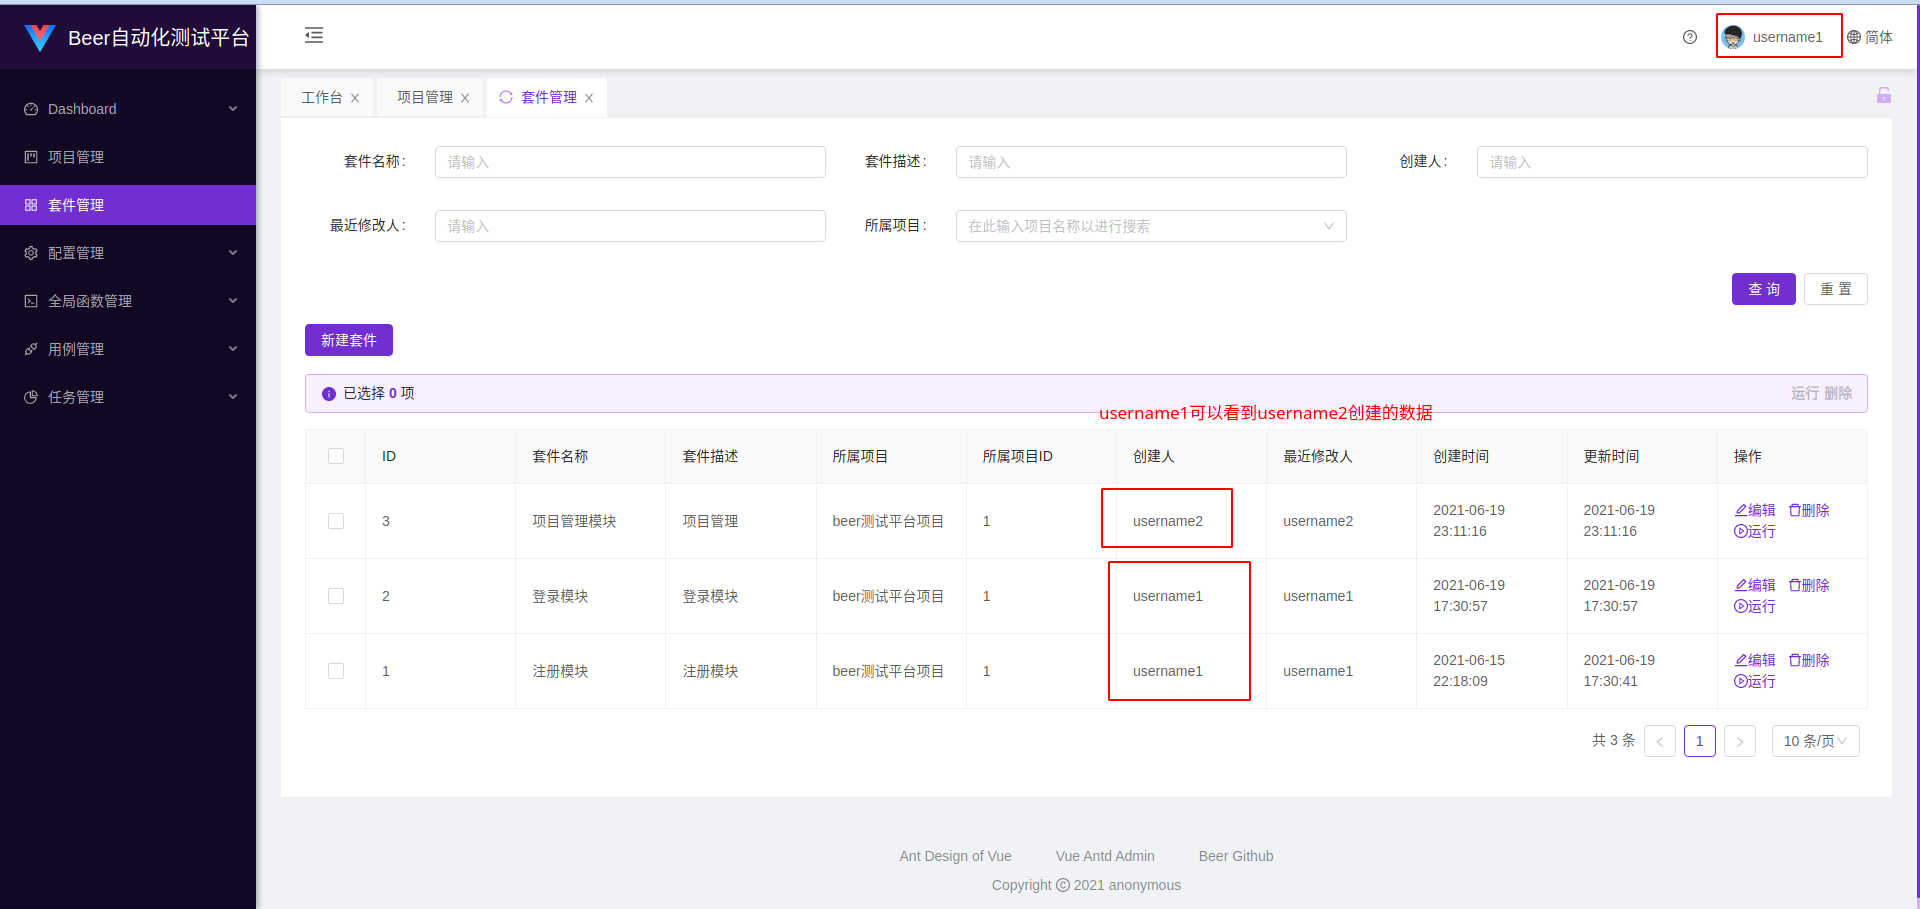 Beer自动化测试平台
username1
简体
Dashboard
项目管理
套件管理
配置管理
全局函数管理
用例管理
任务管理
工作台
项目管理
套件管理
套件名称:
请输入
套件描述:
请输入
创建人:
请输入
最近修改人:
请输入
所属项目:
在此输入项目名称以进行搜索
查 询
重 置
新建套件
已选择 0 项
运行 删除
username1可以看到username2创建的数据
ID 套件名称 套件描述 所属项目 所属项目ID 创建人 最近修改人 创建时间 更新时间 操作
3 项目管理模块 项目管理 beer测试平台项目 1 username2 username2 2021-06-19 23:11:16 2021-06-19 23:11:16 编辑 删除 运行
2 登录模块 登录模块 beer测试平台项目 1 username1 username1 2021-06-19 17:30:57 2021-06-19 17:30:57 编辑 删除 运行
1 注册模块 注册模块 beer测试平台项目 1 username1 username1 2021-06-15 22:18:09 2021-06-19 17:30:41 编辑 删除 运行
共 3 条
1
10 条/页
Ant Design of Vue Vue Antd Admin Beer Github
Copyright © 2021 anonymous